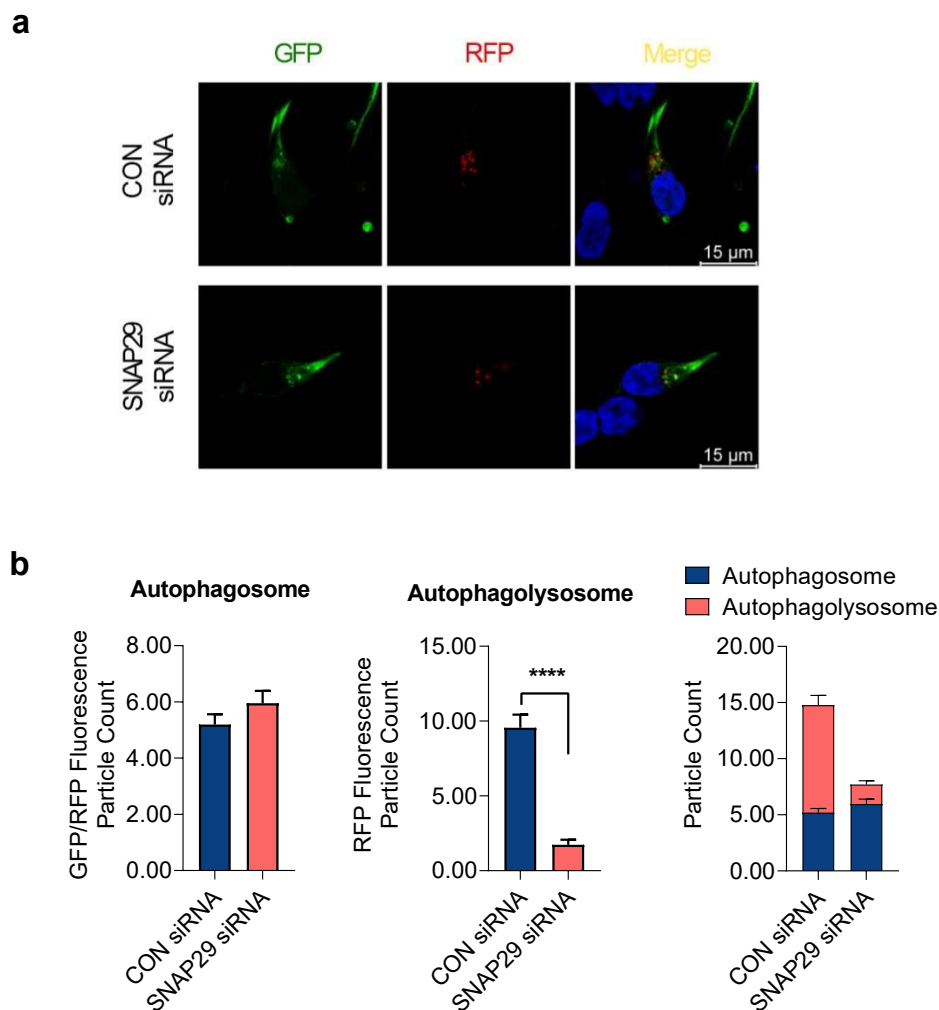 a
GFP
RFP
Merge
CON
siRNA
15 µm
SNAP29
siRNA
15 µm
b
Autophagosome
GFP/RFP Fluorescence
Particle Count
8.00
6.00
4.00
2.00
0.00
CON siRNA
SNAP29 siRNA
Autophagolysosome
RFP Fluorescence
Particle Count
15.00
10.00
5.00
0.00
****
CON siRNA
SNAP29 siRNA
Autophagosome
Autophagolysosome
Particle Count
20.00
15.00
10.00
5.00
0.00
CON siRNA
SNAP29 siRNA